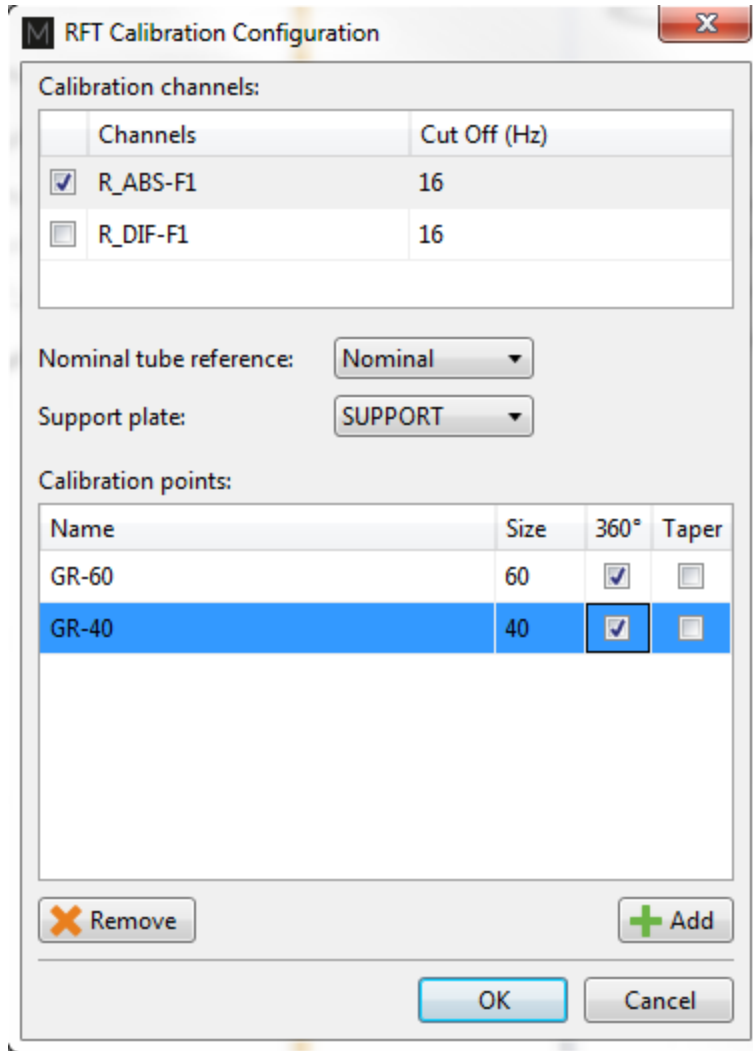 M RFT Calibration Configuration
Calibration channels:
Channels Cut Off (Hz)
R_ABS-F1 16
R_DIF-F1 16
Nominal tube reference: Nominal
Support plate: SUPPORT
Calibration points:
Name Size 360° Taper
GR-60 60
GR-40 40
Remove Add
OK Cancel